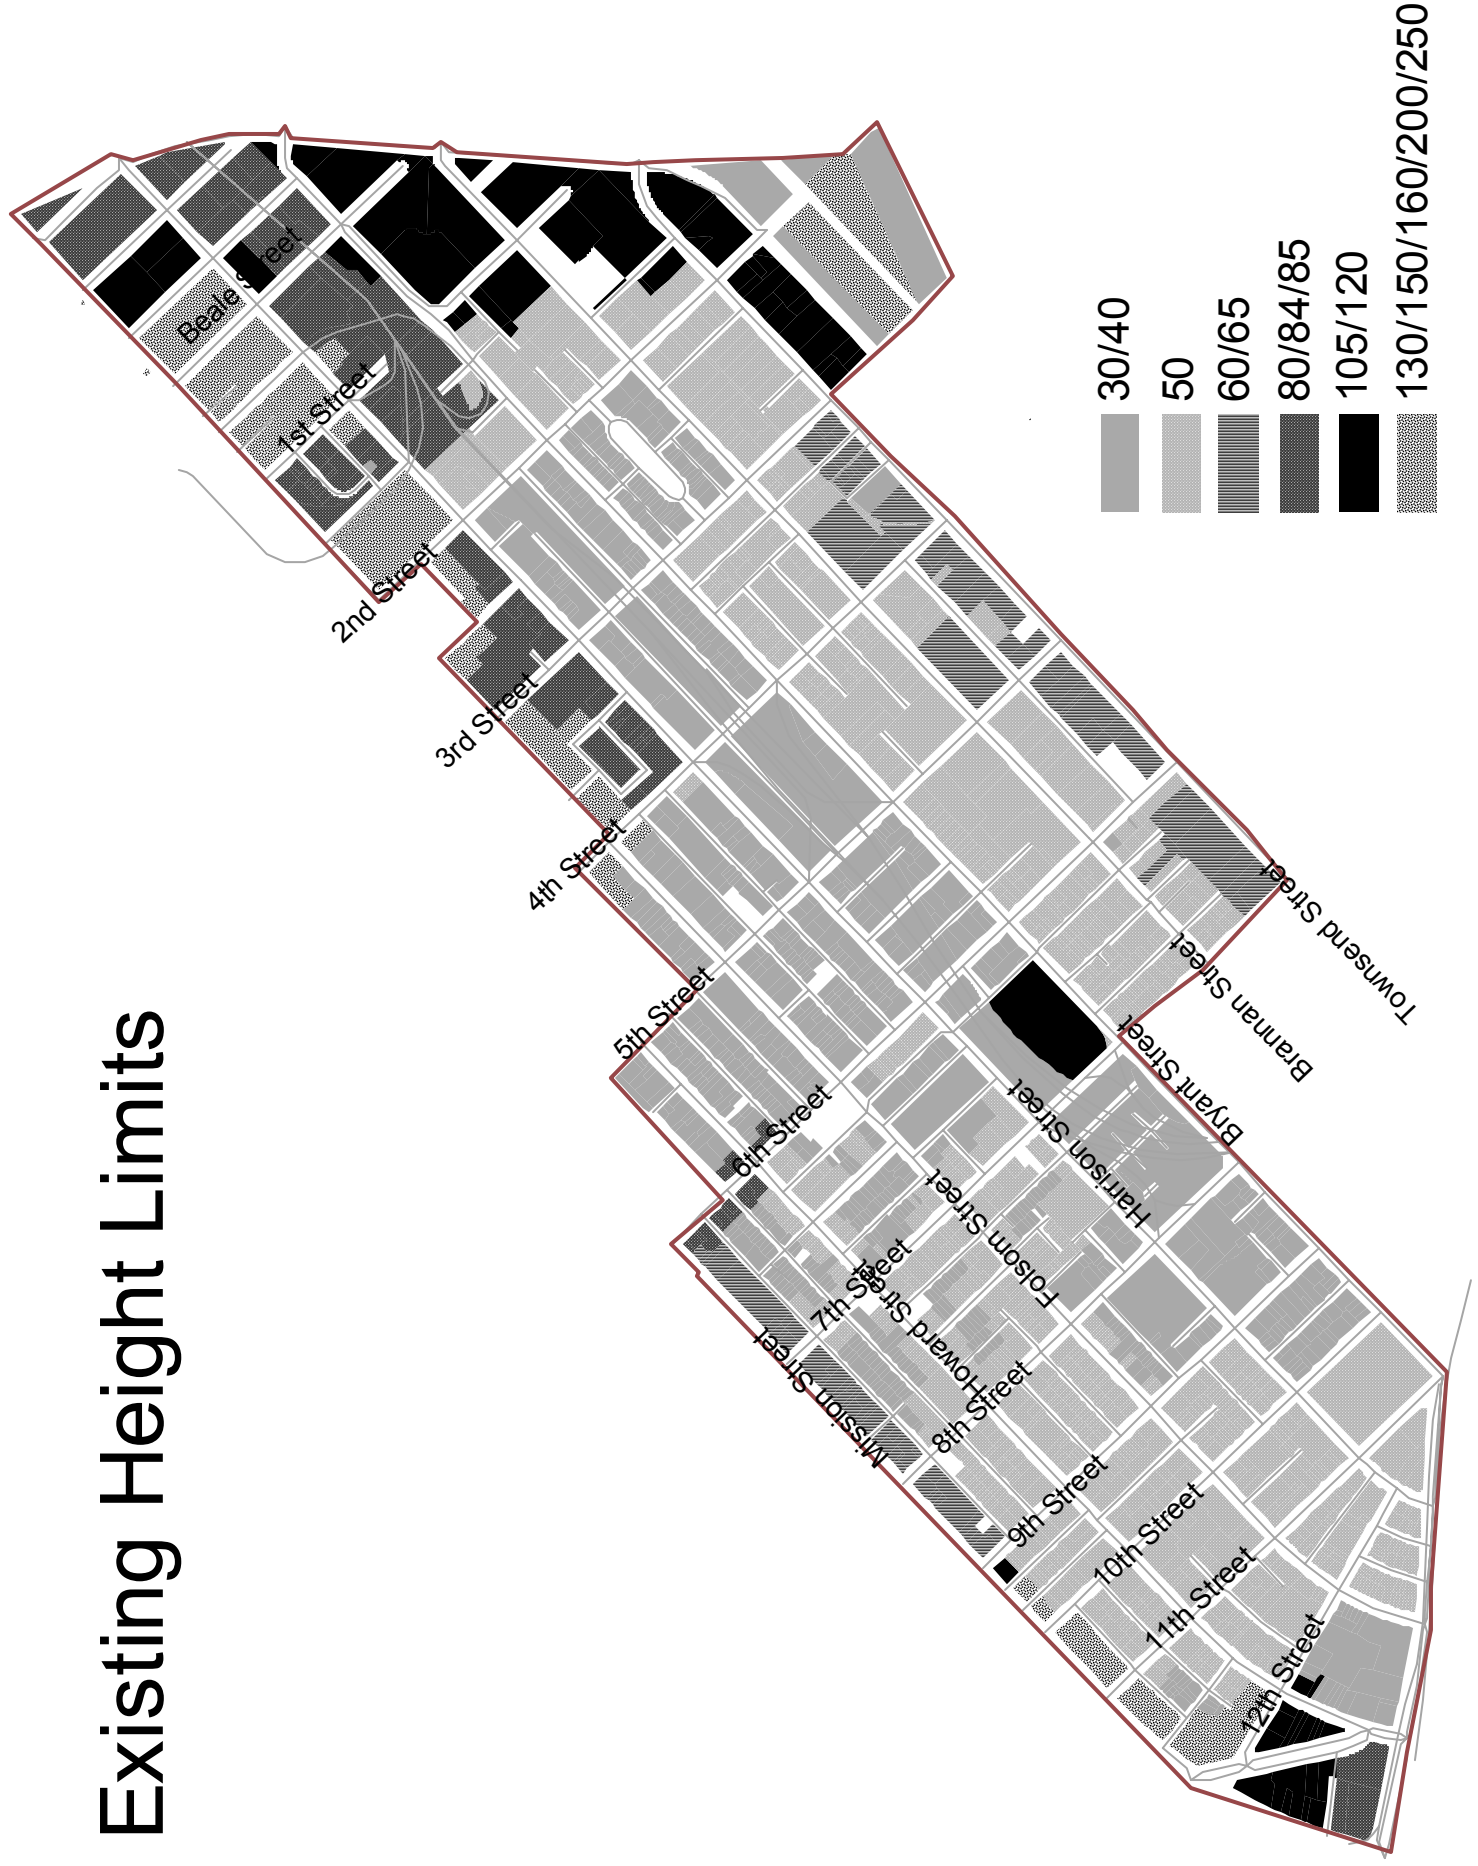 Existing Height Limits
Beale Street
1st Street
2nd Street
3rd Street
4th Street
5th Street
6th Street
7th Street
8th Street
9th Street
10th Street
11th Street
12th Street
Mission Street
Howard Street
Folsom Street
Harrison Street
Bryant Street
Brannan Street
Townsend Street
30/40
50
60/65
80/84/85
105/120
130/150/160/200/250